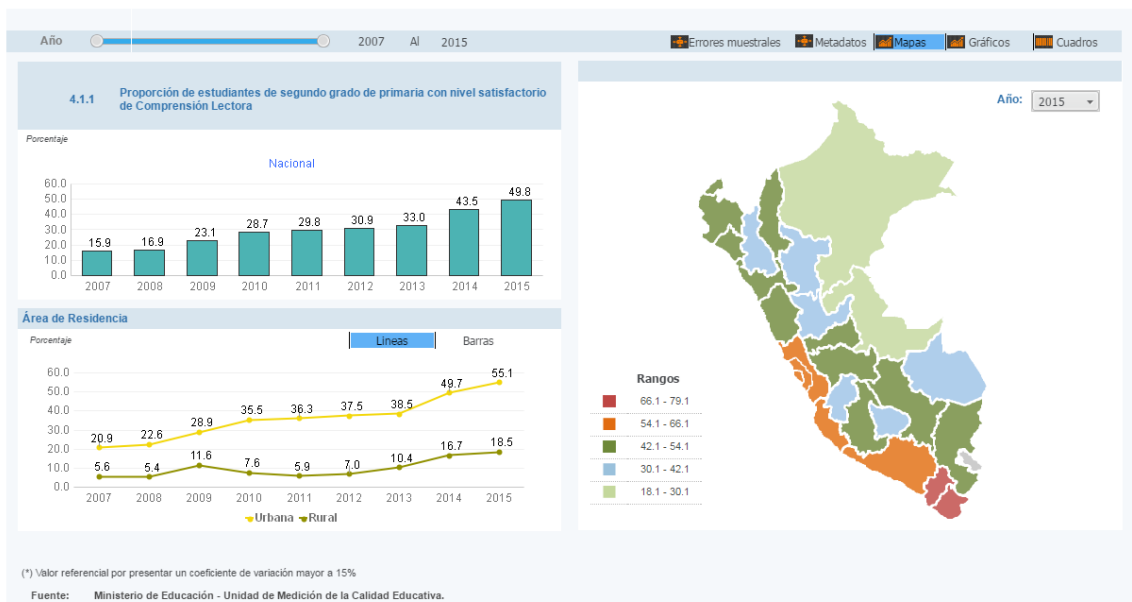 Año 2007 Al 2015 Errores muestrales Metadatos Mapas Gráficos Cuadros
4.1.1 Proporción de estudiantes de segundo grado de primaria con nivel satisfactorio
de Comprensión Lectora
Porcentaje
Nacional
60.0
50.0
40.0
30.0
20.0
10.0
0.0
15.9 16.9 23.1 28.7 29.8 30.9 33.0 43.5 49.8
2007 2008 2009 2010 2011 2012 2013 2014 2015
Área de Residencia
Porcentaje
Lineas Barras
60.0
50.0
40.0
30.0
20.0
10.0
0.0
20.9 22.6 28.9 35.5 36.3 37.5 38.5 49.7 55.1
5.6 5.4 11.6 7.6 5.9 7.0 10.4 16.7 18.5
2007 2008 2009 2010 2011 2012 2013 2014 2015
Urbana Rural
Año: 2015
Rangos
66.1 - 79.1
54.1 - 66.1
42.1 - 54.1
30.1 - 42.1
18.1 - 30.1
(*) Valor referencial por presentar un coeficiente de variación mayor a 15%
Fuente: Ministerio de Educación - Unidad de Medición de la Calidad Educativa.